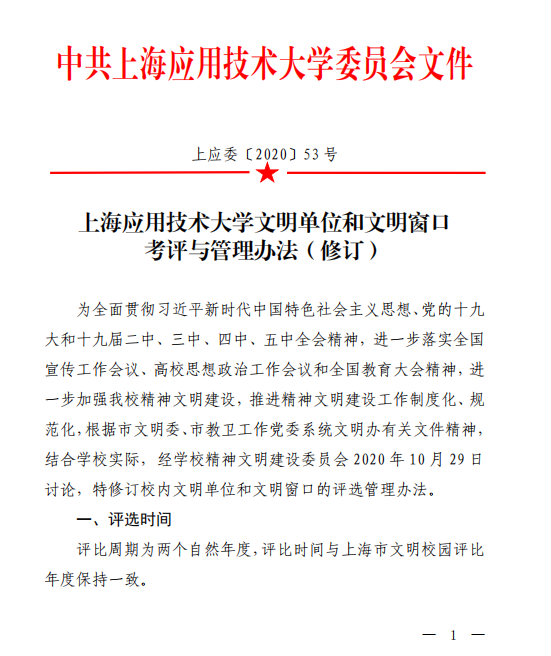 中共上海应用技术大学委员会文件
上应委〔2020〕53 号
上海应用技术大学文明单位和文明窗口
考评与管理办法（修订）
为全面贯彻习近平新时代中国特色社会主义思想、党的十九
大和十九届二中、三中、四中、五中全会精神，进一步落实全国
宣传工作会议、高校思想政治工作会议和全国教育大会精神，进
一步加强我校精神文明建设，推进精神文明建设工作制度化、规
范化，根据市文明委、市教卫工作党委系统文明办有关文件精神，
结合学校实际，经学校精神文明建设委员会 2020 年 10 月 29 日
讨论，特修订校内文明单位和文明窗口的评选管理办法。
一、评选时间
评比周期为两个自然年度，评比时间与上海市文明校园评比
年度保持一致。
— 1 —